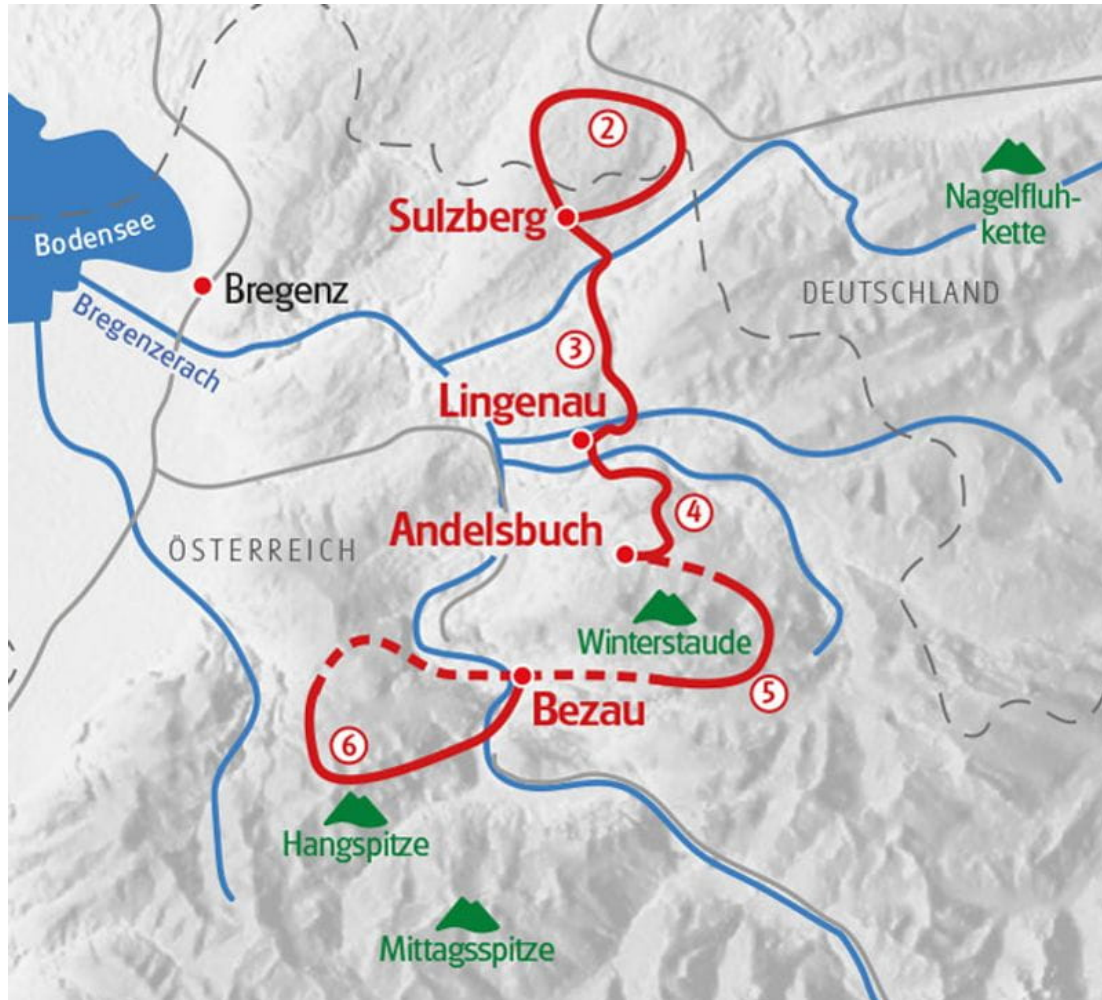 ②
Nagelfluh-
kette
Sulzberg
Bodensee
Bregenz
DEUTSCHLAND
Bregenzerach
③
Lingenau
④
Andelsbuch
ÖSTERREICH
Winterstaude
⑤
Bezau
⑥
Hangspitze
Mittagsspitze